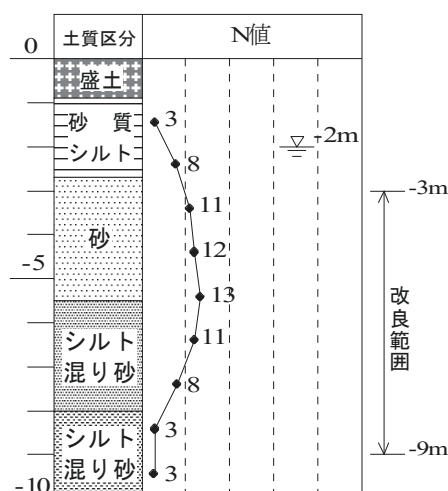 土質区分 N値
0
盛土
砂 質
シルト
3
-2m
8
-3m
11
砂
12
-5
13
改良範囲
シルト
混り砂
11
8
シルト
混り砂
3
-9m
3
-10